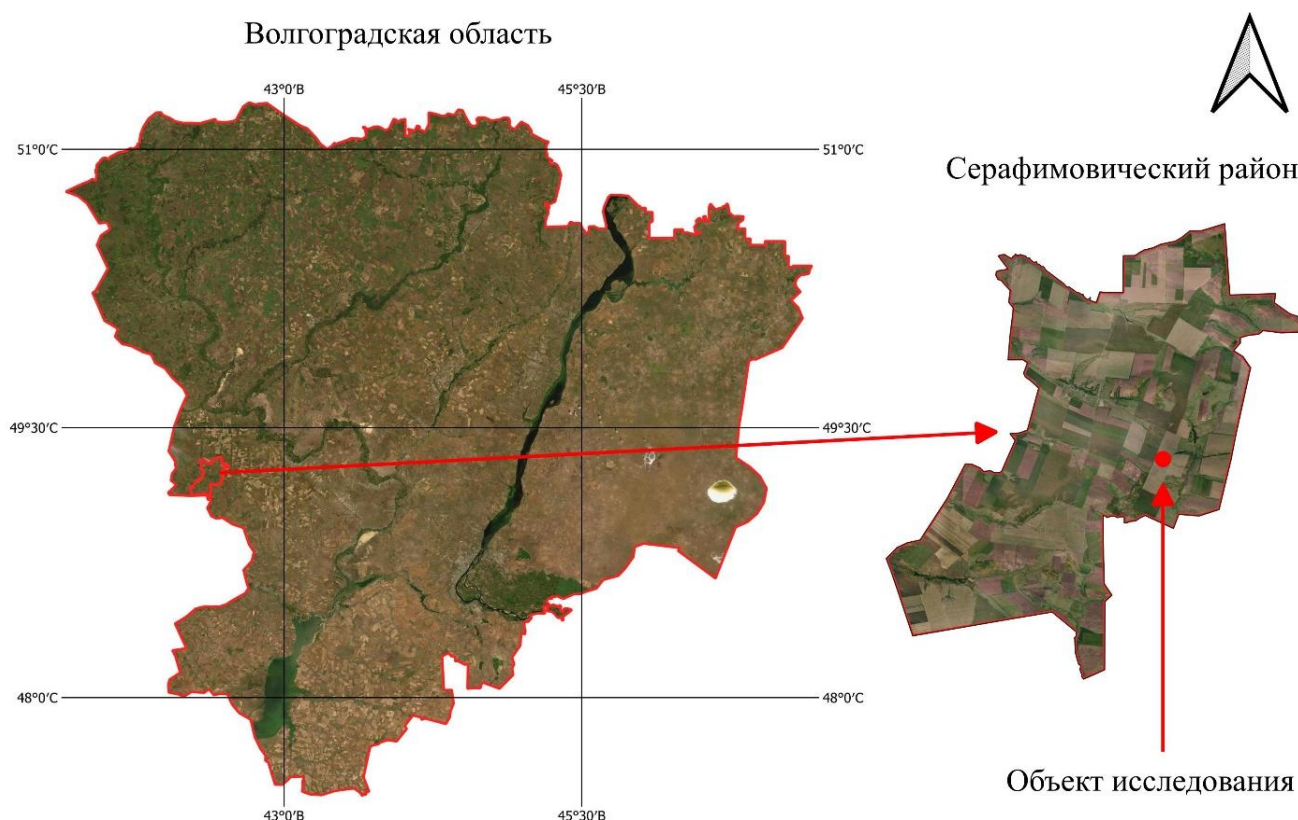 Волгоградская область
43°0′В
45°30′В
51°0′С
51°0′С
Серафимовический район
49°30′С
49°30′С
48°0′С
48°0′С
Объект исследования
43°0′В
45°30′В